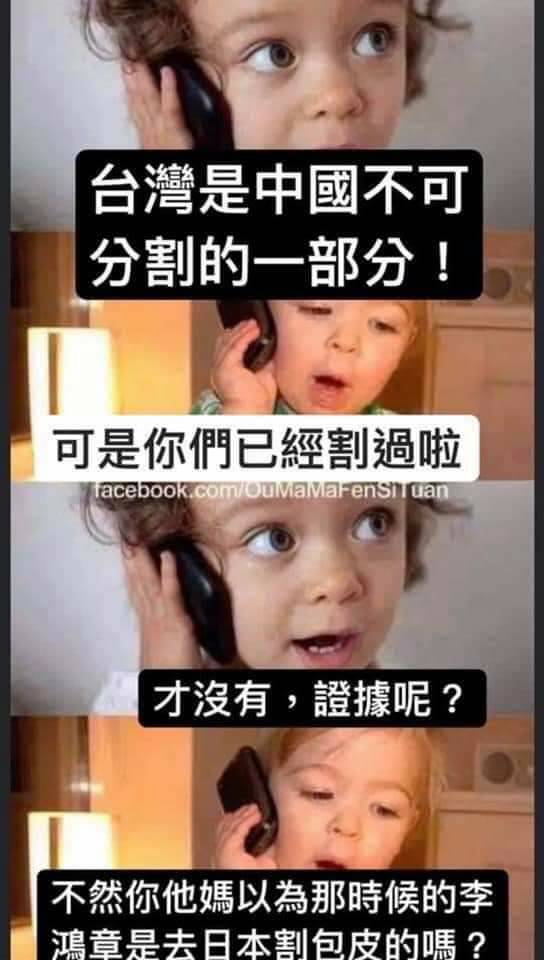 台灣是中國不可
分割的一部分！
可是你們已經割過啦
facebook.com/OuMaMaFenSiTuan
才沒有，證據呢？
不然你他媽以為那時候的李
鴻章是去日本割包皮的嗎？